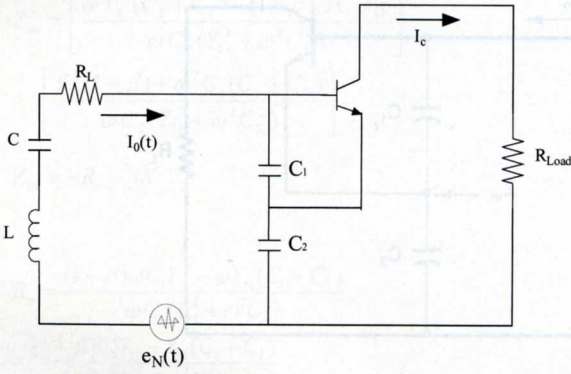 I_c
R_L
I_0(t)
C
C_1
R_Load
L
C_2
e_N(t)